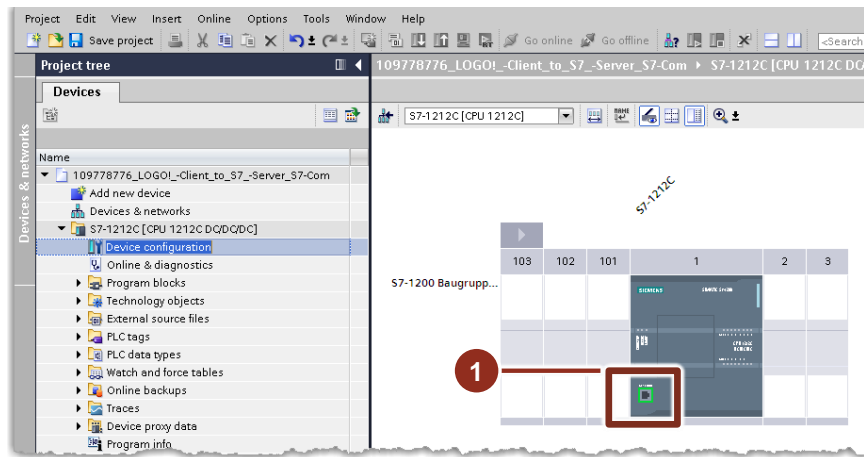 Project Edit View Insert Online Options Tools Window Help
Save project Go online Go offline <Search
Project tree
109778776_LOGO!_-Client_to_S7_-Server_S7-Com S7-1212C [CPU 1212C DC/
Devices
S7-1212C [CPU 1212C]
Devices & networks
Name
109778776_LOGO!_-Client_to_S7_-Server_S7-Com
Add new device
Devices & networks
S7-1212C [CPU 1212C DC/DC/DC]
Device configuration
Online & diagnostics
Program blocks
Technology objects
External source files
PLC tags
PLC data types
Watch and force tables
Online backups
Traces
Device proxy data
Program info
S7-1212C
103 102 101 1 2 3
S7-1200 Baugrupp...
SIEMENS
1